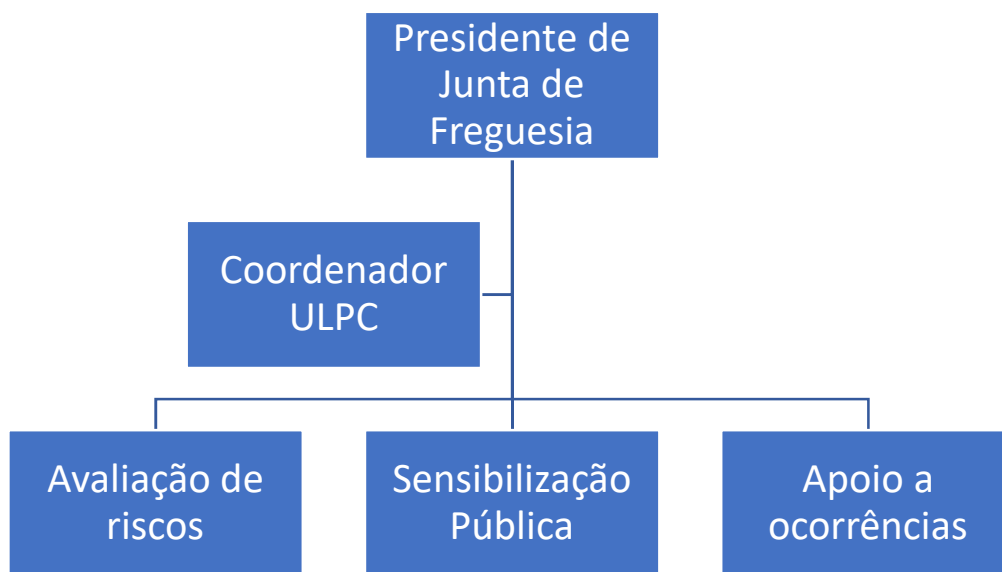 Presidente de
Junta de
Freguesia
Coordenador
ULPC
Avaliação de
riscos
Sensibilização
Pública
Apoio a
ocorrências